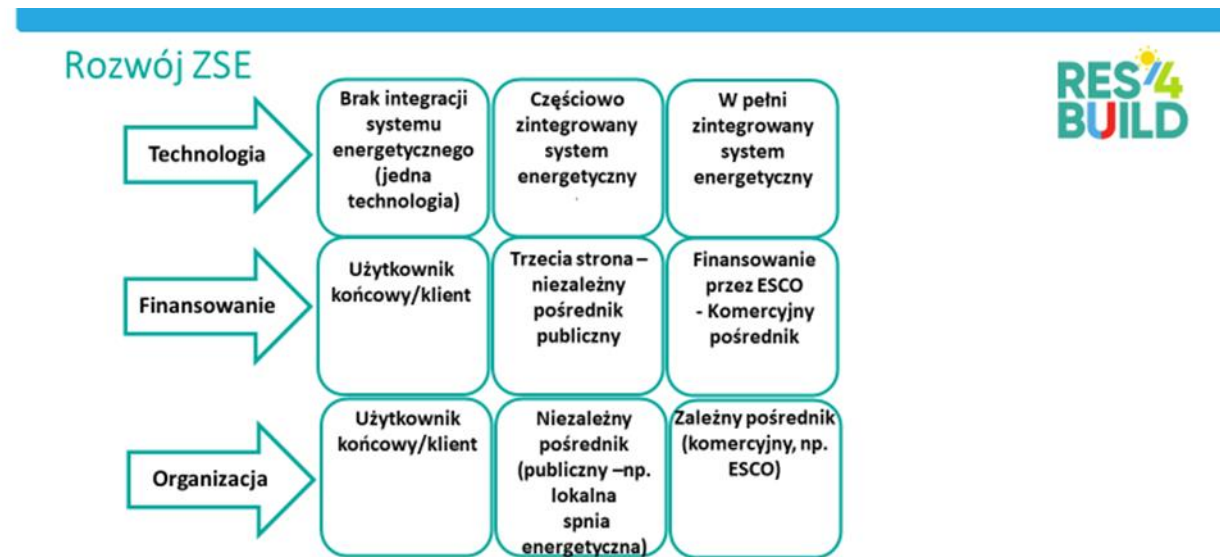 Rozwój ZSE
RES4
BUILD
Technologia
Brak integracji
systemu
energetycznego
(jedna
technologia)
Częściowo
zintegrowany
system
energetyczny
W pełni
zintegrowany
system
energetyczny
Finansowanie
Użytkownik
końcowy/klient
Trzecia strona –
niezależny
pośrednik
publiczny
Finansowanie
przez ESCO
- Komercyjny
pośrednik
Organizacja
Użytkownik
końcowy/klient
Niezależny
pośrednik
(publiczny –np.
lokalna
spnia
energetyczna)
Zależny pośrednik
(komercyjny, np.
ESCO)